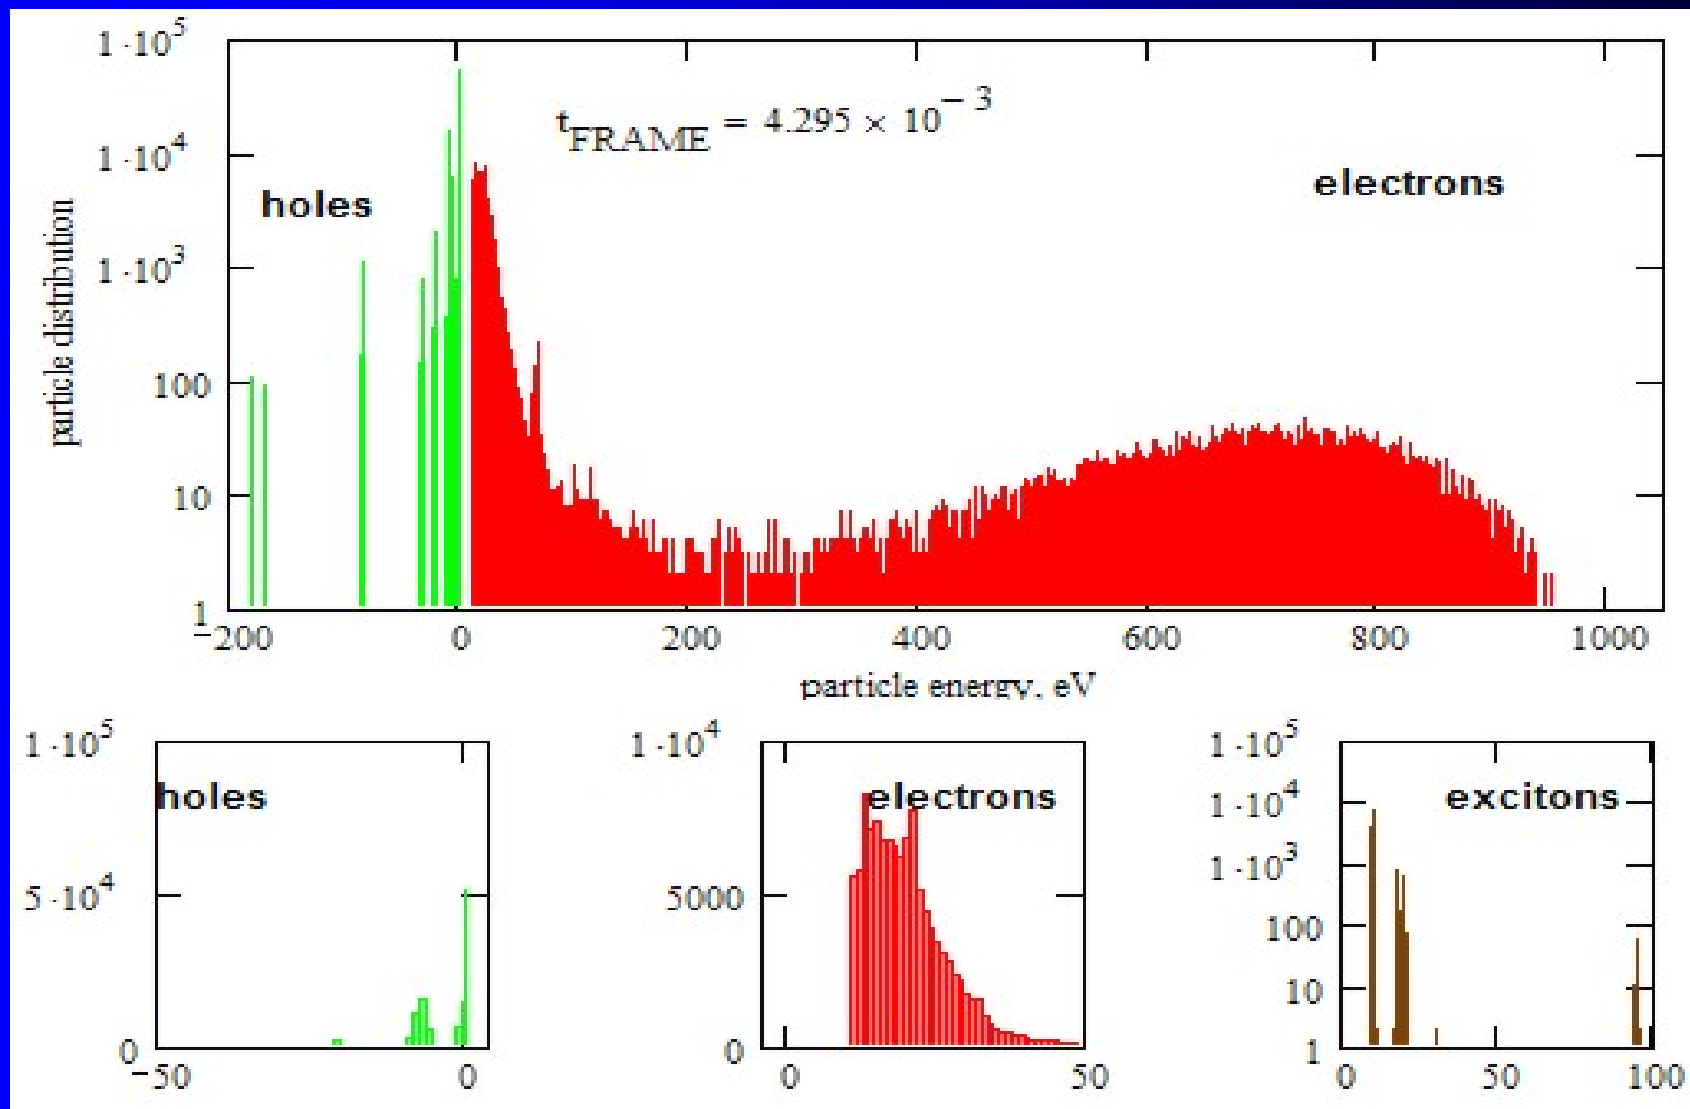 1·10⁵
t_FRAME = 4.295 × 10⁻³
1·10⁴
electrons
holes
1·10³
particle distribution
100
10
1
−200 0 200 400 600 800 1000
particle energy, eV
1·10⁵
holes
5·10⁴
0
−50 0
1·10⁴
electrons
5000
0
0 50
1·10⁵
1·10⁴
excitons
1·10³
100
10
1
0 50 100